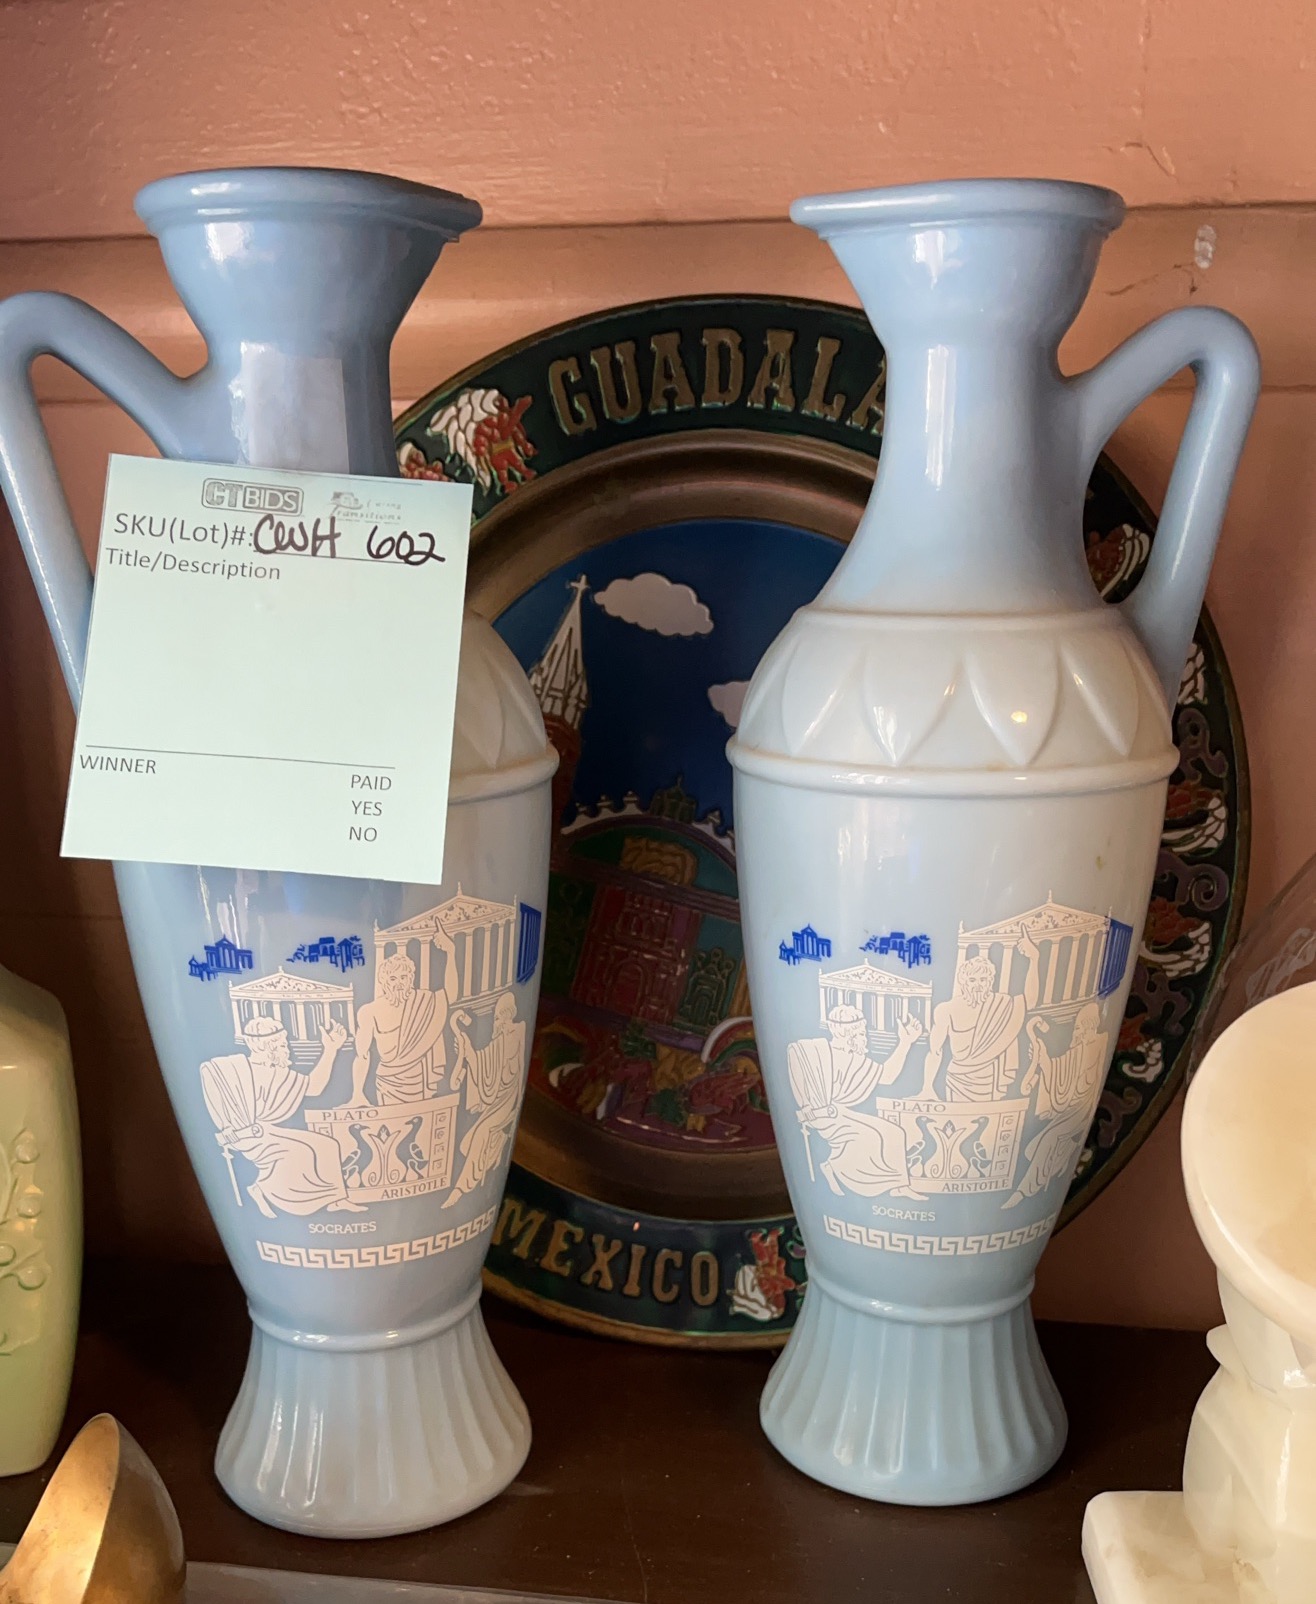 GUADALA
GTBIDS
Transitions
SKU(Lot)#: CWH 602
Title/Description
WINNER
PAID
YES
NO
PLATO
ARISTOTLE
SOCRATES
PLATO
ARISTOTLE
SOCRATES
MEXICO